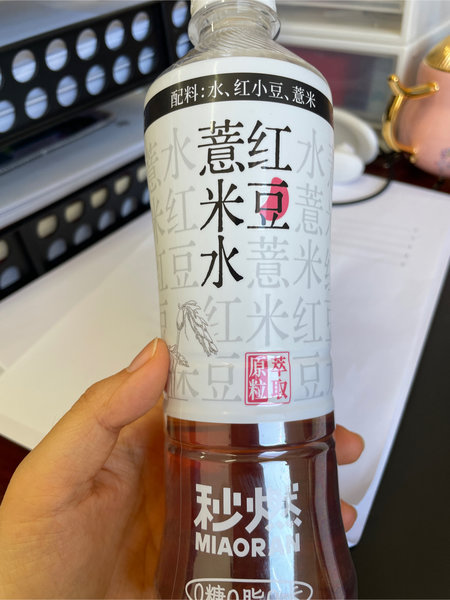 配料:水、红小豆、薏米
红豆
薏米水
原粒
萃取
秒燃
MIAORAN
0糖0脂0